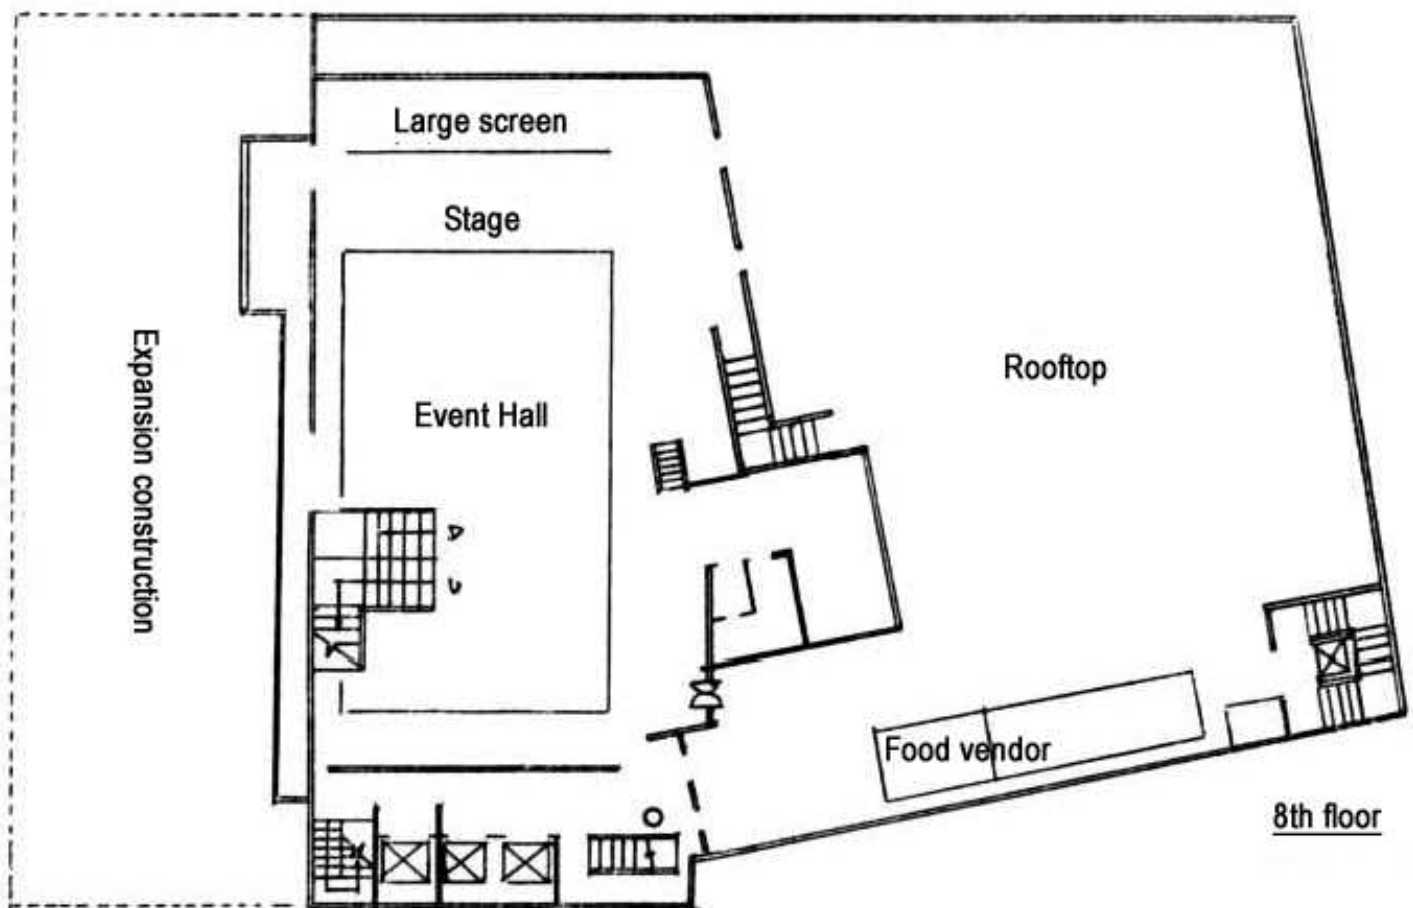 Large screen
Stage
Event Hall
Expansion construction
Rooftop
Food vendor
8th floor